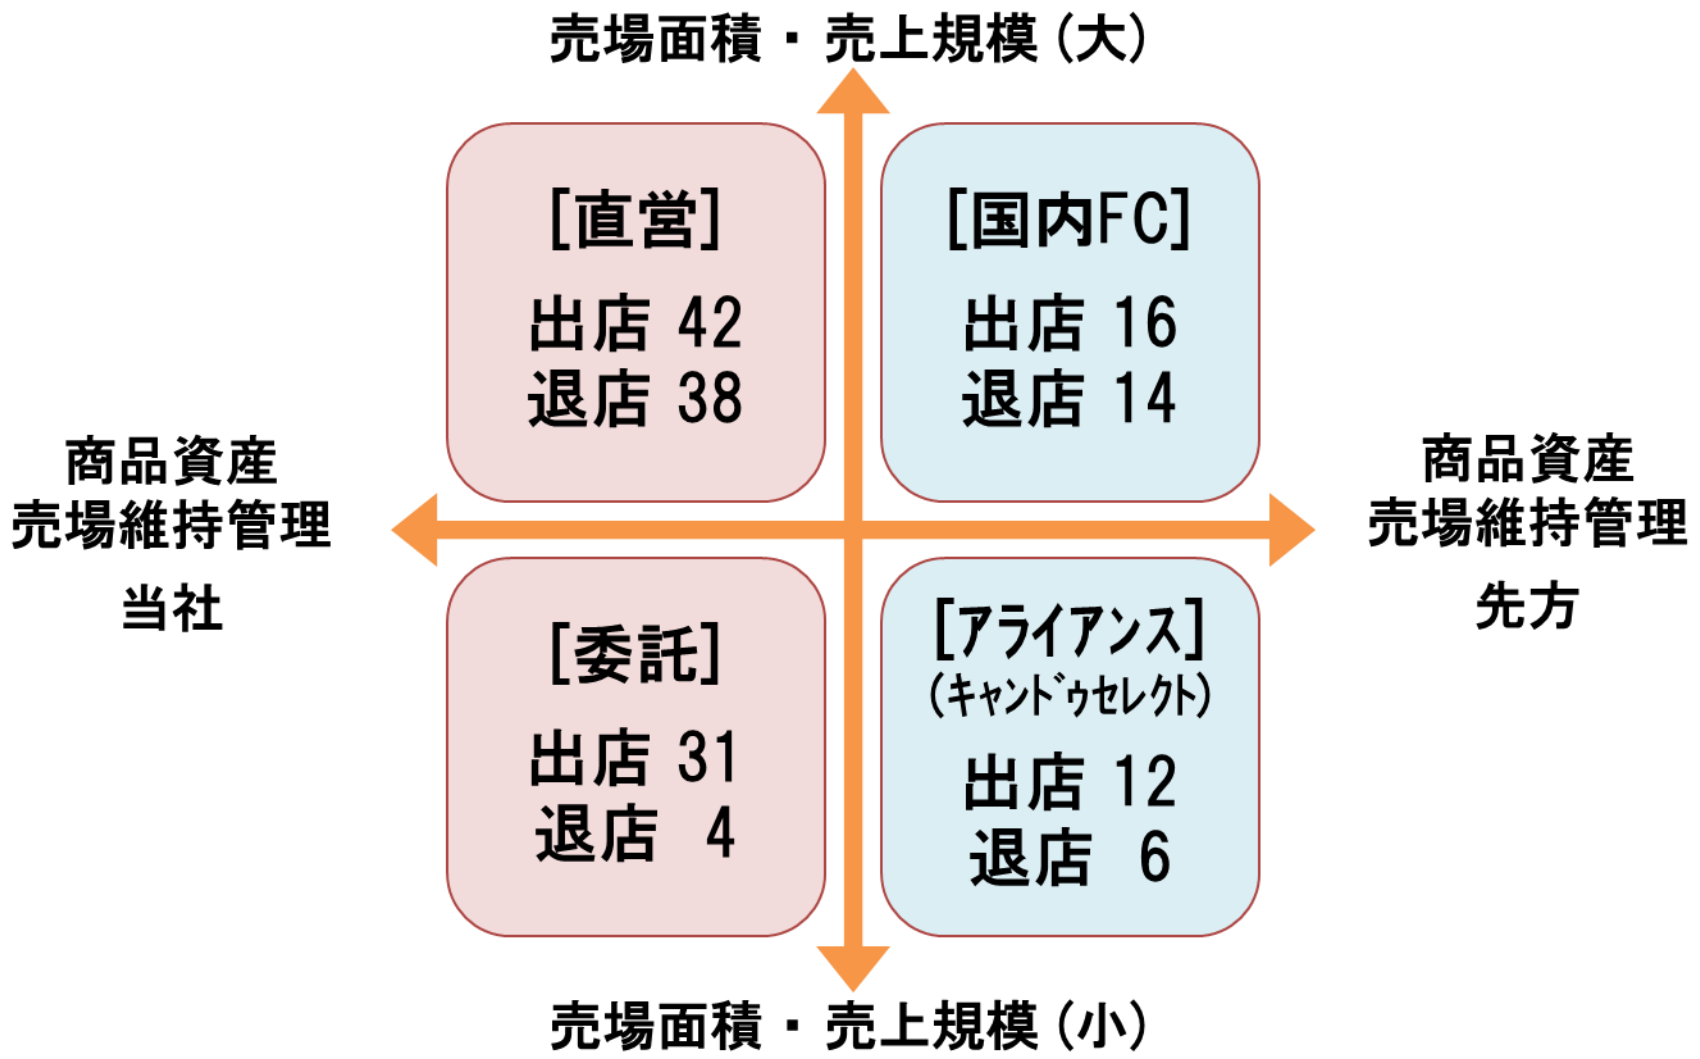 売場面積・売上規模(大)
[直営]
出店 42
退店 38
[国内FC]
出店 16
退店 14
商品資産
売場維持管理
当社
商品資産
売場維持管理
先方
[委託]
出店 31
退店 4
[アライアンス]
(キャンドゥセレクト)
出店 12
退店 6
売場面積・売上規模(小)